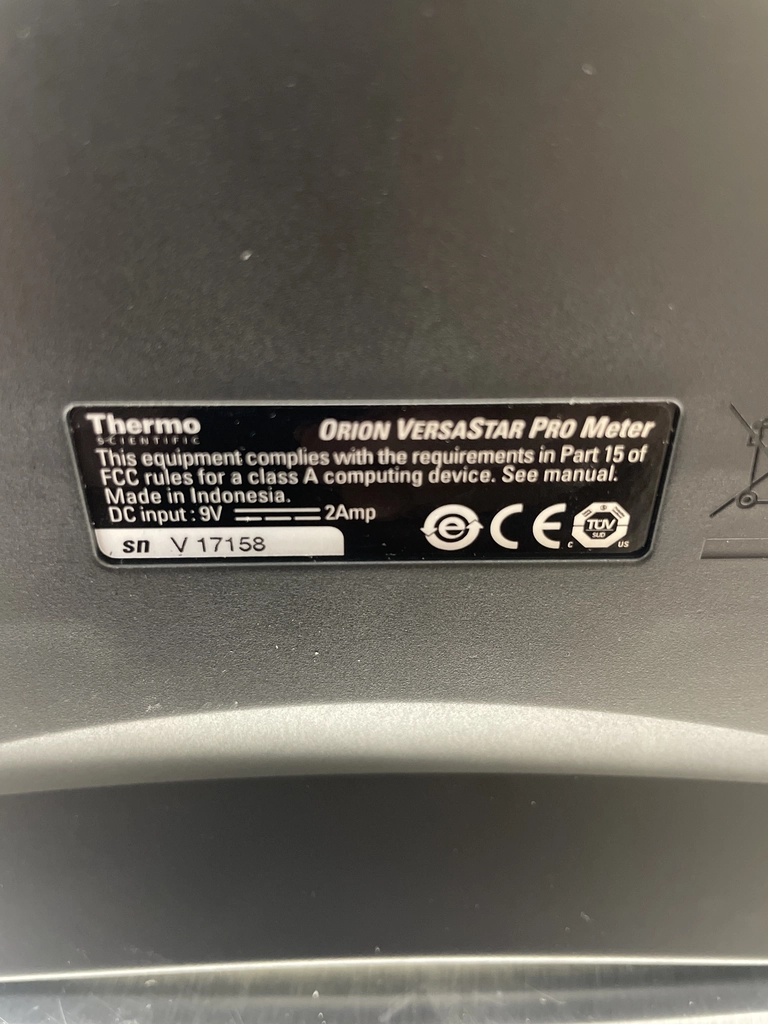 Thermo
SCIENTIFIC
ORION VERSASTAR PRO Meter
This equipment complies with the requirements in Part 15 of
FCC rules for a class A computing device. See manual.
Made in Indonesia.
DC input : 9V 2Amp
sn V 17158
e CE
TÜV
SUD
C US